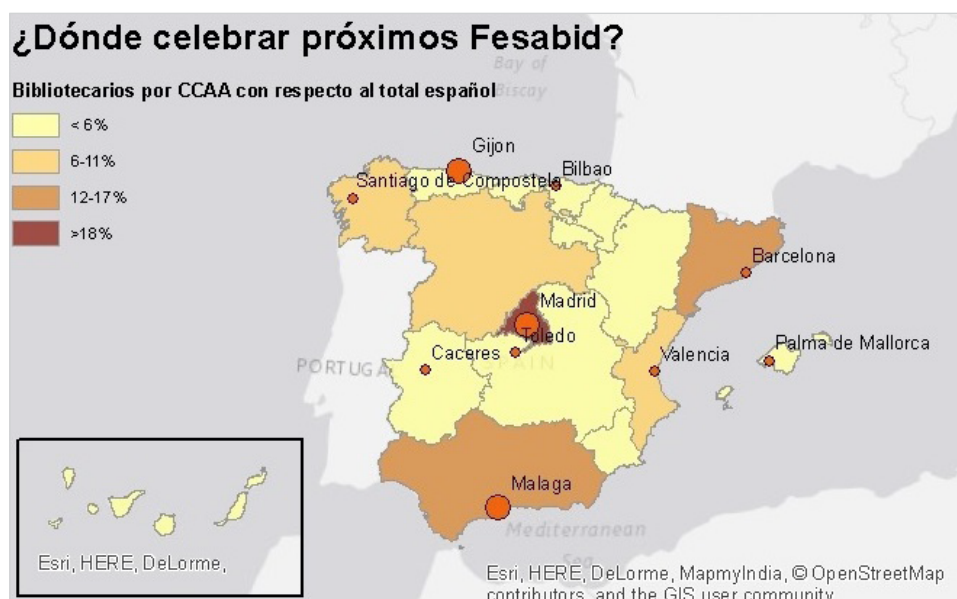 ¿Dónde celebrar próximos Fesabid?
Bay of
Biscay
Bibliotecarios por CCAA con respecto al total español
< 6%
6-11%
12-17%
>18%
Gijon
Bilbao
Santiago de Compostela
Barcelona
Madrid
Toledo
Palma de Mallorca
Valencia
Caceres
PORTUGAL
SPAIN
Malaga
Mediterranean
Sea
Esri, HERE, DeLorme,
Esri, HERE, DeLorme, MapmyIndia, © OpenStreetMap
contributors, and the GIS user community